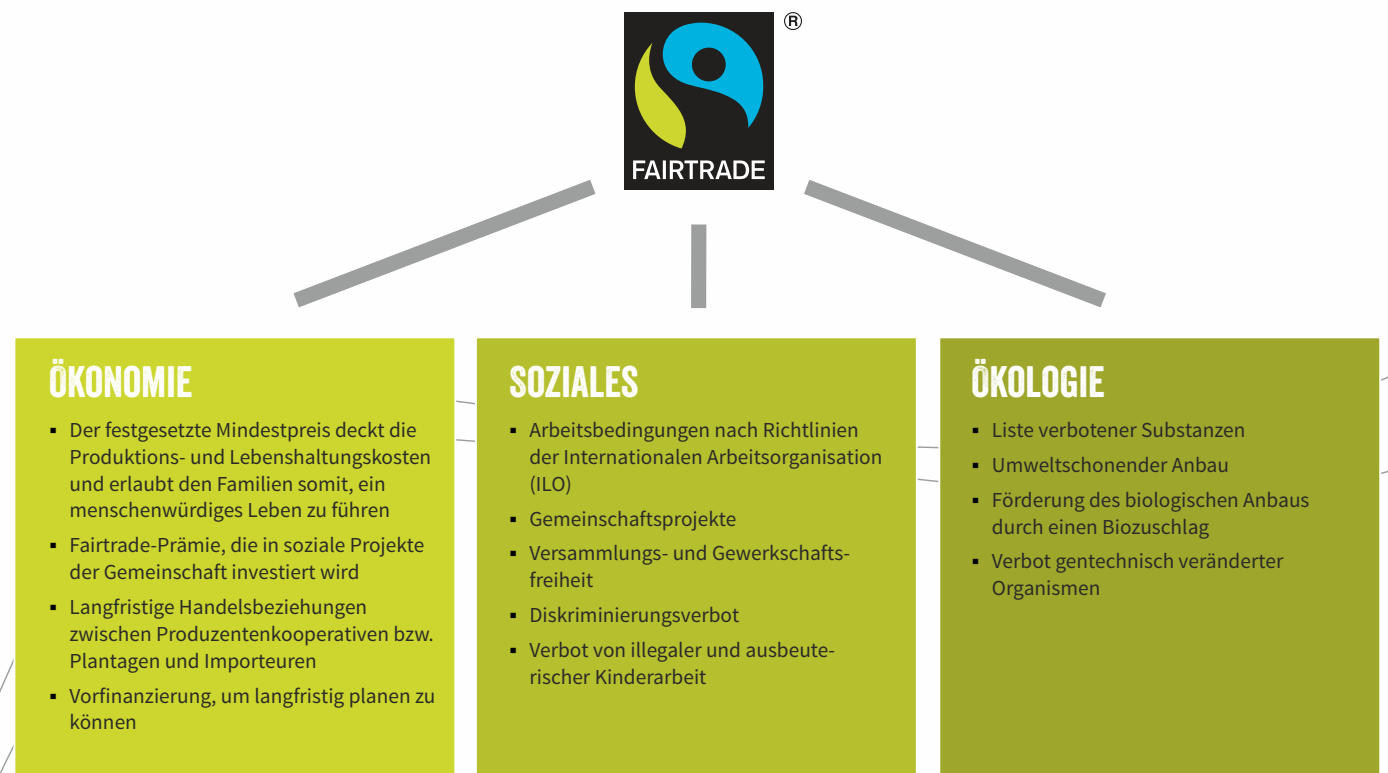 ®
FAIRTRADE
ÖKONOMIE
▪ Der festgesetzte Mindestpreis deckt die
Produktions- und Lebenshaltungskosten
und erlaubt den Familien somit, ein
menschenwürdiges Leben zu führen
▪ Fairtrade-Prämie, die in soziale Projekte
der Gemeinschaft investiert wird
▪ Langfristige Handelsbeziehungen
zwischen Produzentenkooperativen bzw.
Plantagen und Importeuren
▪ Vorfinanzierung, um langfristig planen zu
können
SOZIALES
▪ Arbeitsbedingungen nach Richtlinien
der Internationalen Arbeitsorganisation
(ILO)
▪ Gemeinschaftsprojekte
▪ Versammlungs- und Gewerkschafts-
freiheit
▪ Diskriminierungsverbot
▪ Verbot von illegaler und ausbeute-
rischer Kinderarbeit
ÖKOLOGIE
▪ Liste verbotener Substanzen
▪ Umweltschonender Anbau
▪ Förderung des biologischen Anbaus
durch einen Biozuschlag
▪ Verbot gentechnisch veränderter
Organismen